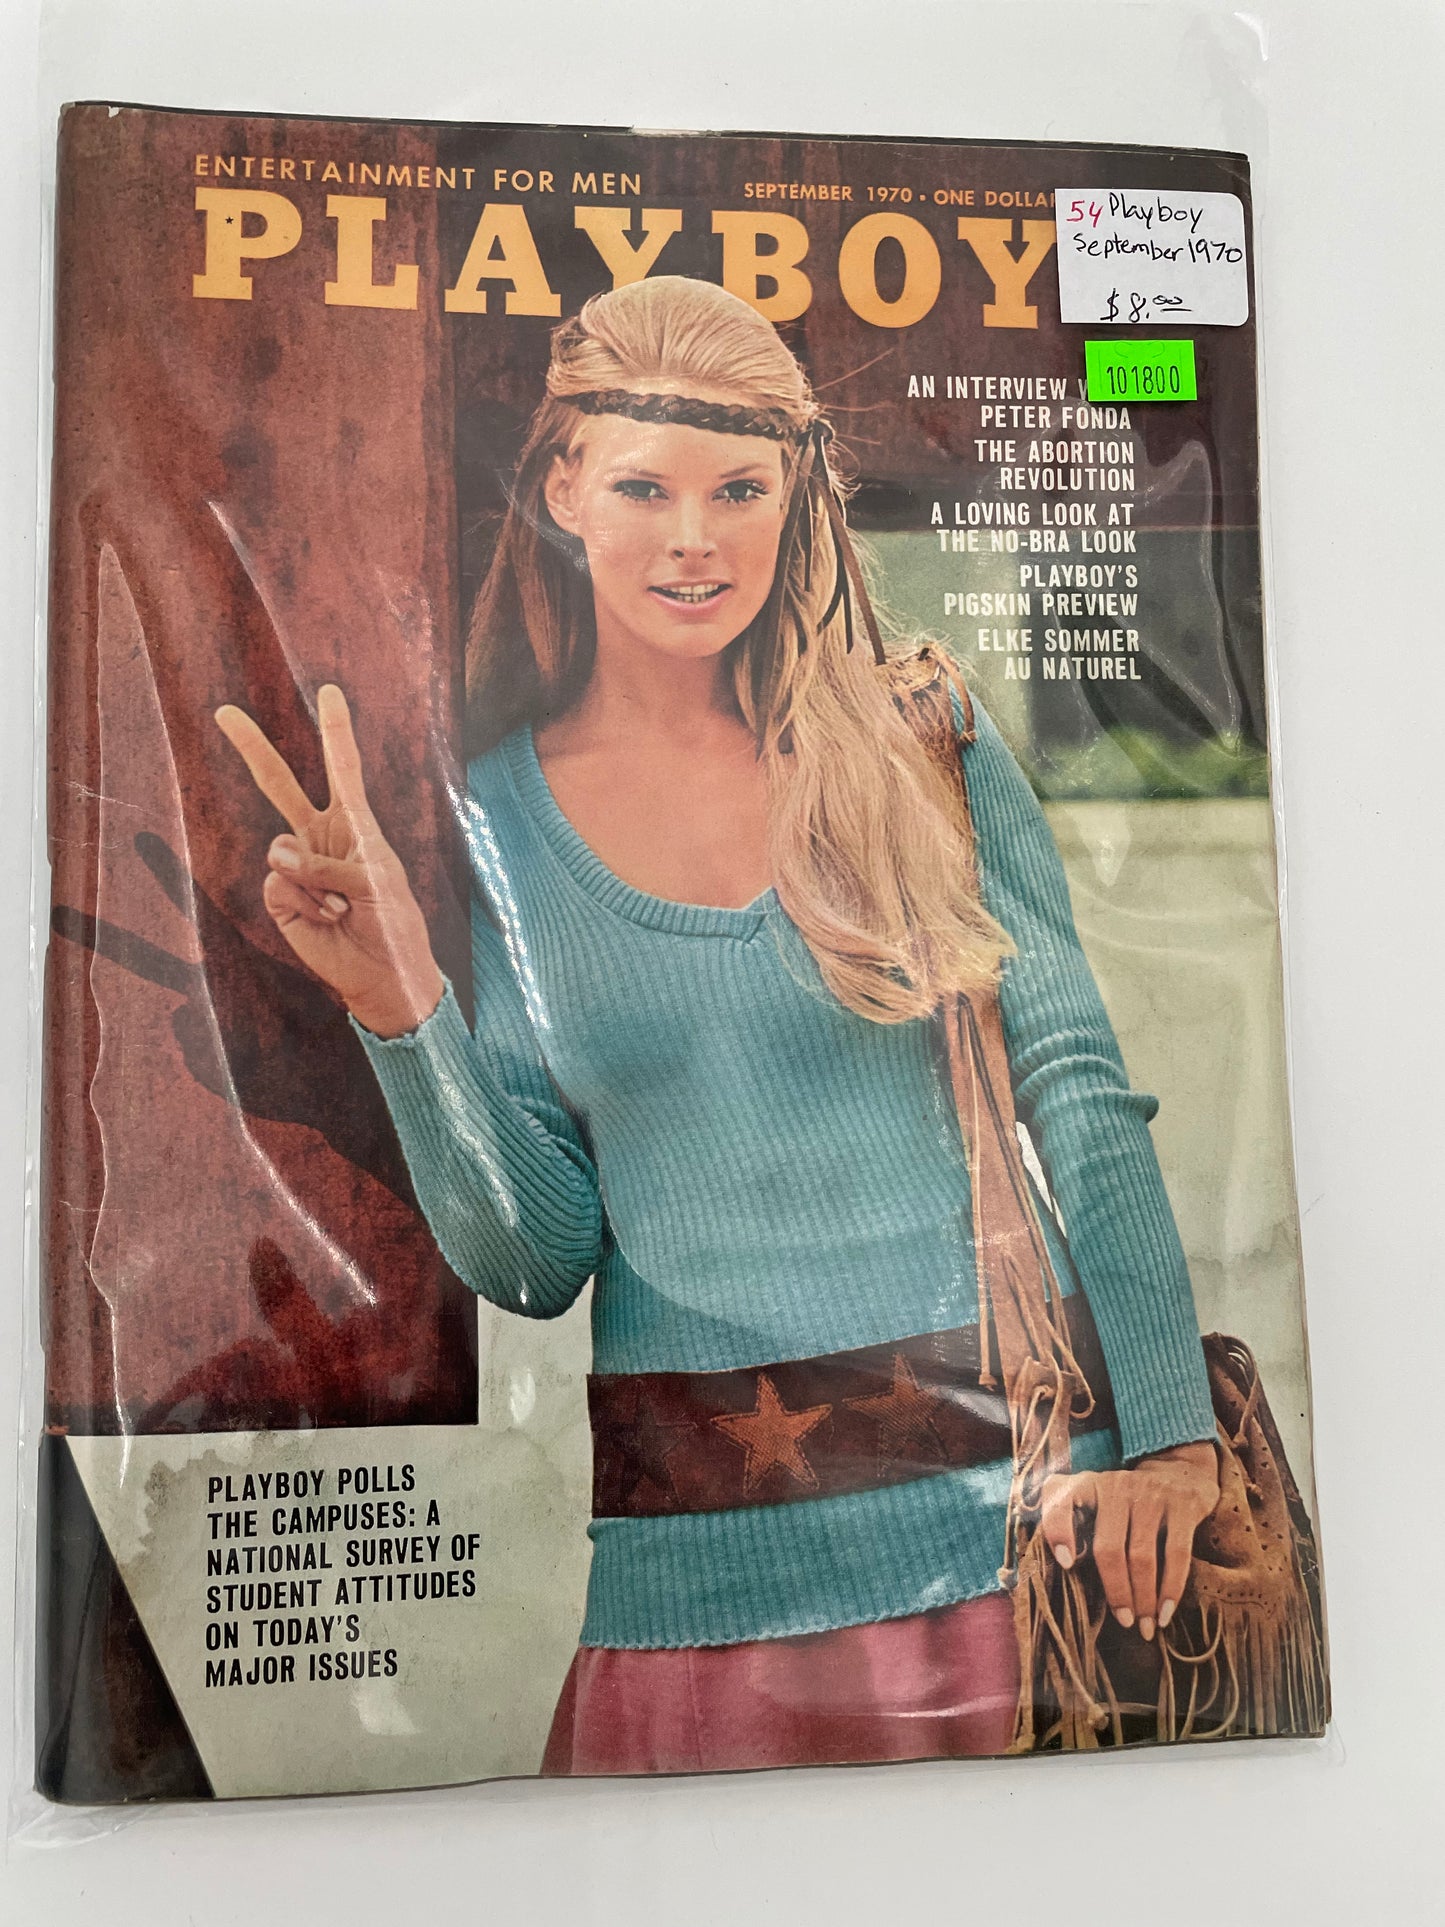 ENTERTAINMENT FOR MEN
SEPTEMBER 1970 • ONE DOLLAR
PLAYBOY
54 Playboy
September 1970
$8.00
101800
AN INTERVIEW
PETER FONDA
THE ABORTION
REVOLUTION
A LOVING LOOK AT
THE NO-BRA LOOK
PLAYBOY'S
PIGSKIN PREVIEW
ELKE SOMMER
AU NATUREL
PLAYBOY POLLS
THE CAMPUSES: A
NATIONAL SURVEY OF
STUDENT ATTITUDES
ON TODAY'S
MAJOR ISSUES